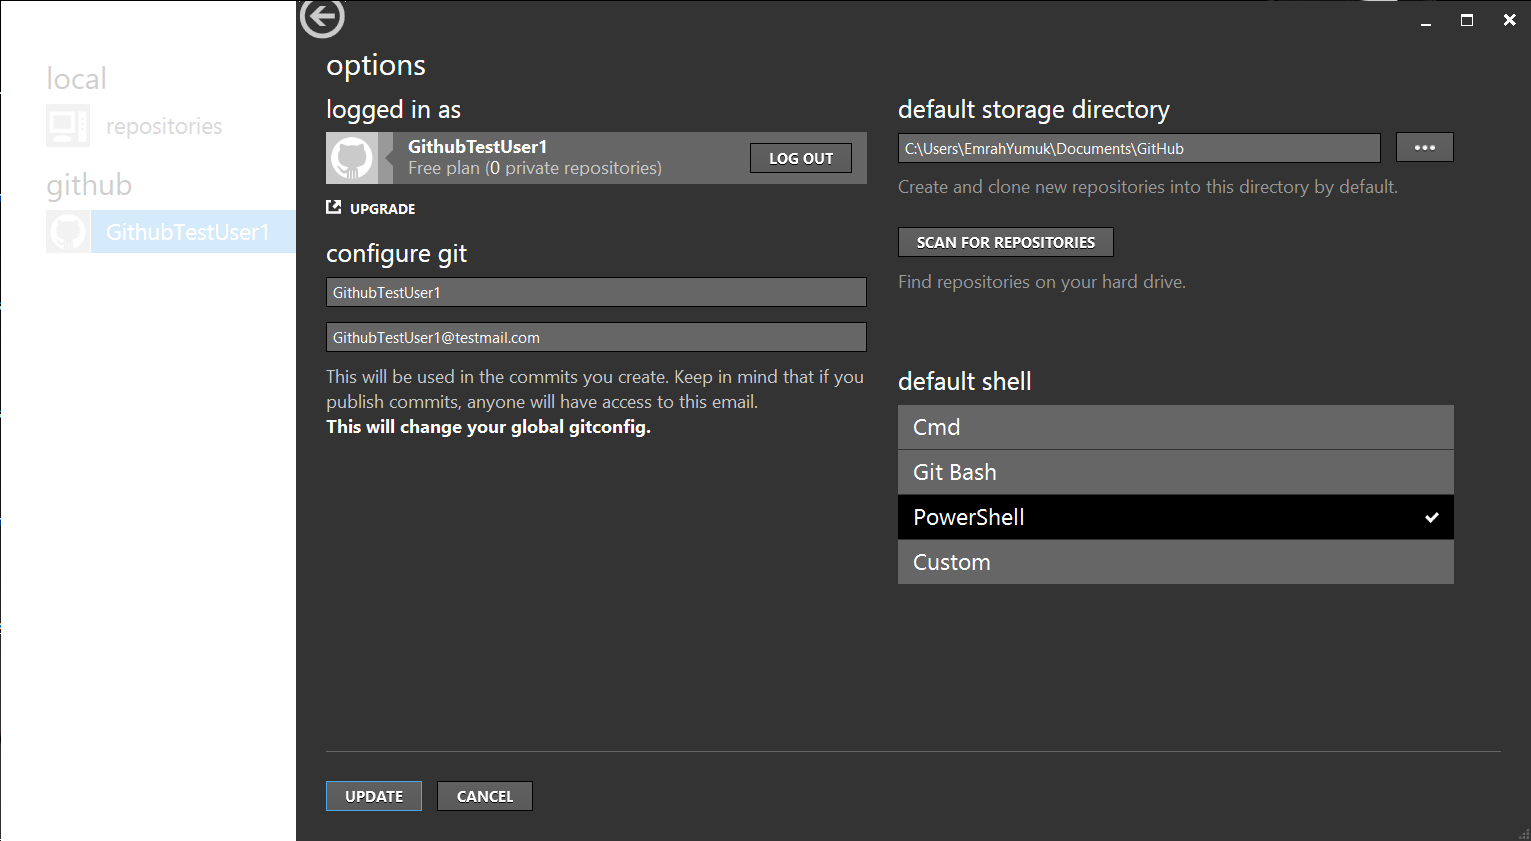 local
repositories
github
GithubTestUser1
options
logged in as
GithubTestUser1
Free plan (0 private repositories)
LOG OUT
UPGRADE
configure git
GithubTestUser1
GithubTestUser1@testmail.com
This will be used in the commits you create. Keep in mind that if you
publish commits, anyone will have access to this email.
This will change your global gitconfig.
default storage directory
C:\Users\EmrahYumuk\Documents\GitHub
...
Create and clone new repositories into this directory by default.
SCAN FOR REPOSITORIES
Find repositories on your hard drive.
default shell
Cmd
Git Bash
PowerShell
Custom
UPDATE
CANCEL